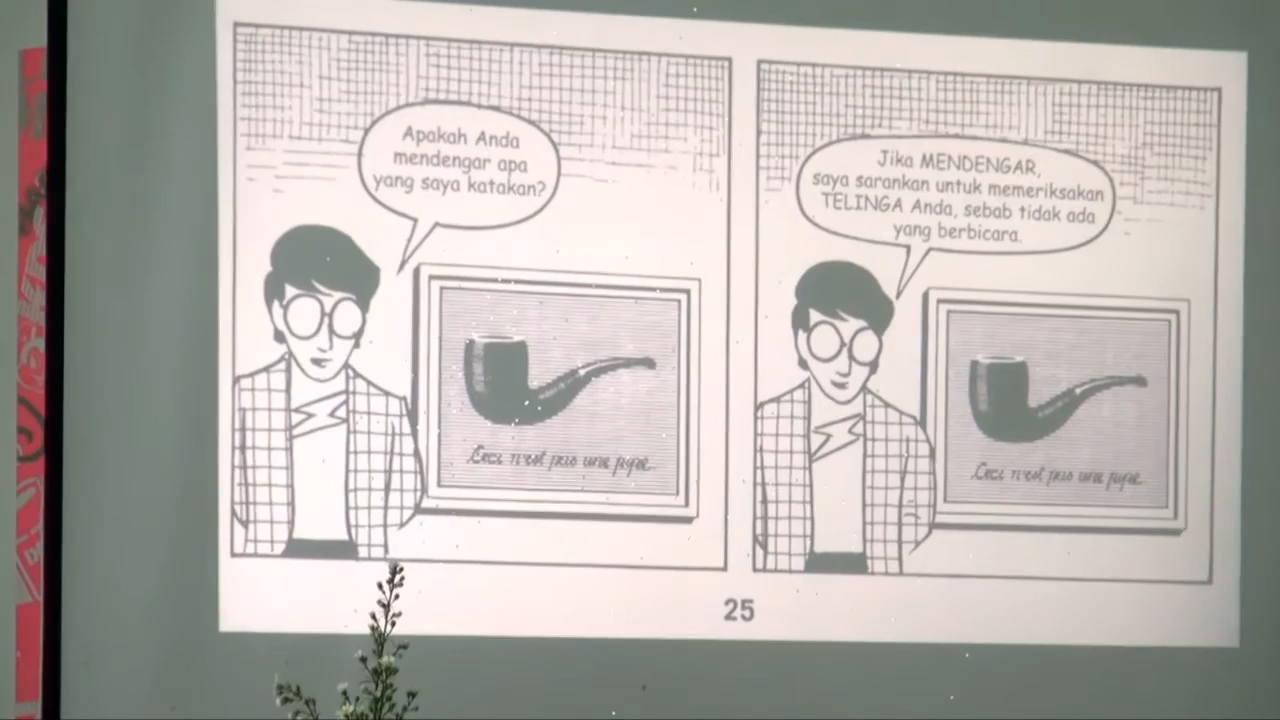 Apakah Anda
mendengar apa
yang saya katakan?
Ceci n'est pas une pipe.
Jika MENDENGAR,
saya sarankan untuk memeriksakan
TELINGA Anda, sebab tidak ada
yang berbicara.
Ceci n'est pas une pipe.
25